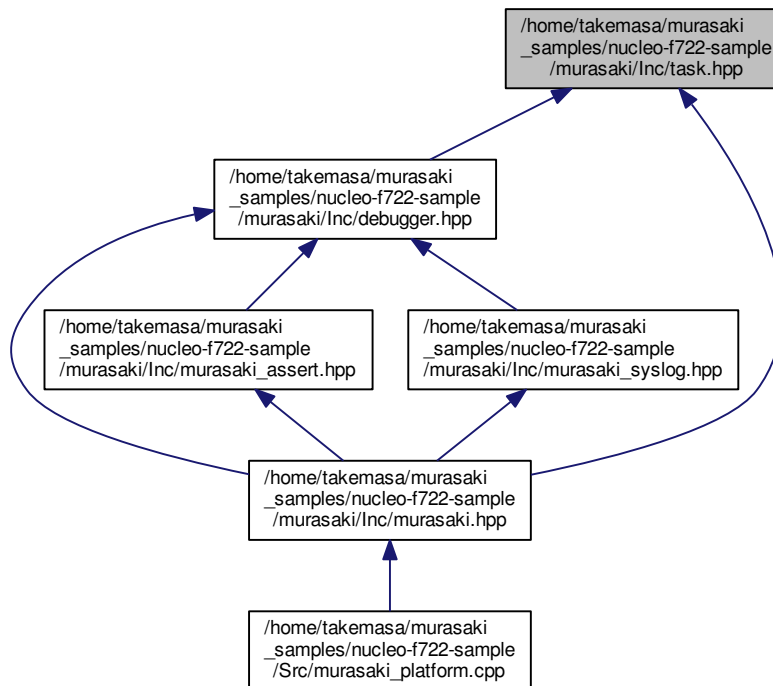 /home/takemasa/murasaki
_samples/nucleo-f722-sample
/murasaki/Inc/task.hpp
/home/takemasa/murasaki
_samples/nucleo-f722-sample
/murasaki/Inc/debugger.hpp
/home/takemasa/murasaki
_samples/nucleo-f722-sample
/murasaki/Inc/murasaki_assert.hpp
/home/takemasa/murasaki
_samples/nucleo-f722-sample
/murasaki/Inc/murasaki_syslog.hpp
/home/takemasa/murasaki
_samples/nucleo-f722-sample
/murasaki/Inc/murasaki.hpp
/home/takemasa/murasaki
_samples/nucleo-f722-sample
/Src/murasaki_platform.cpp